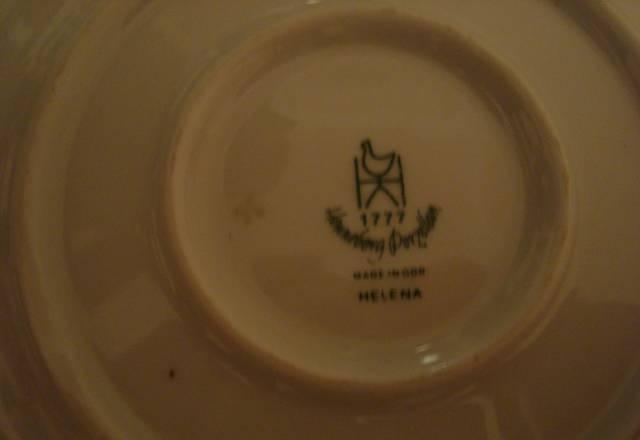 1777
Henneberg Porzellan
MADE IN GDR
HELENA